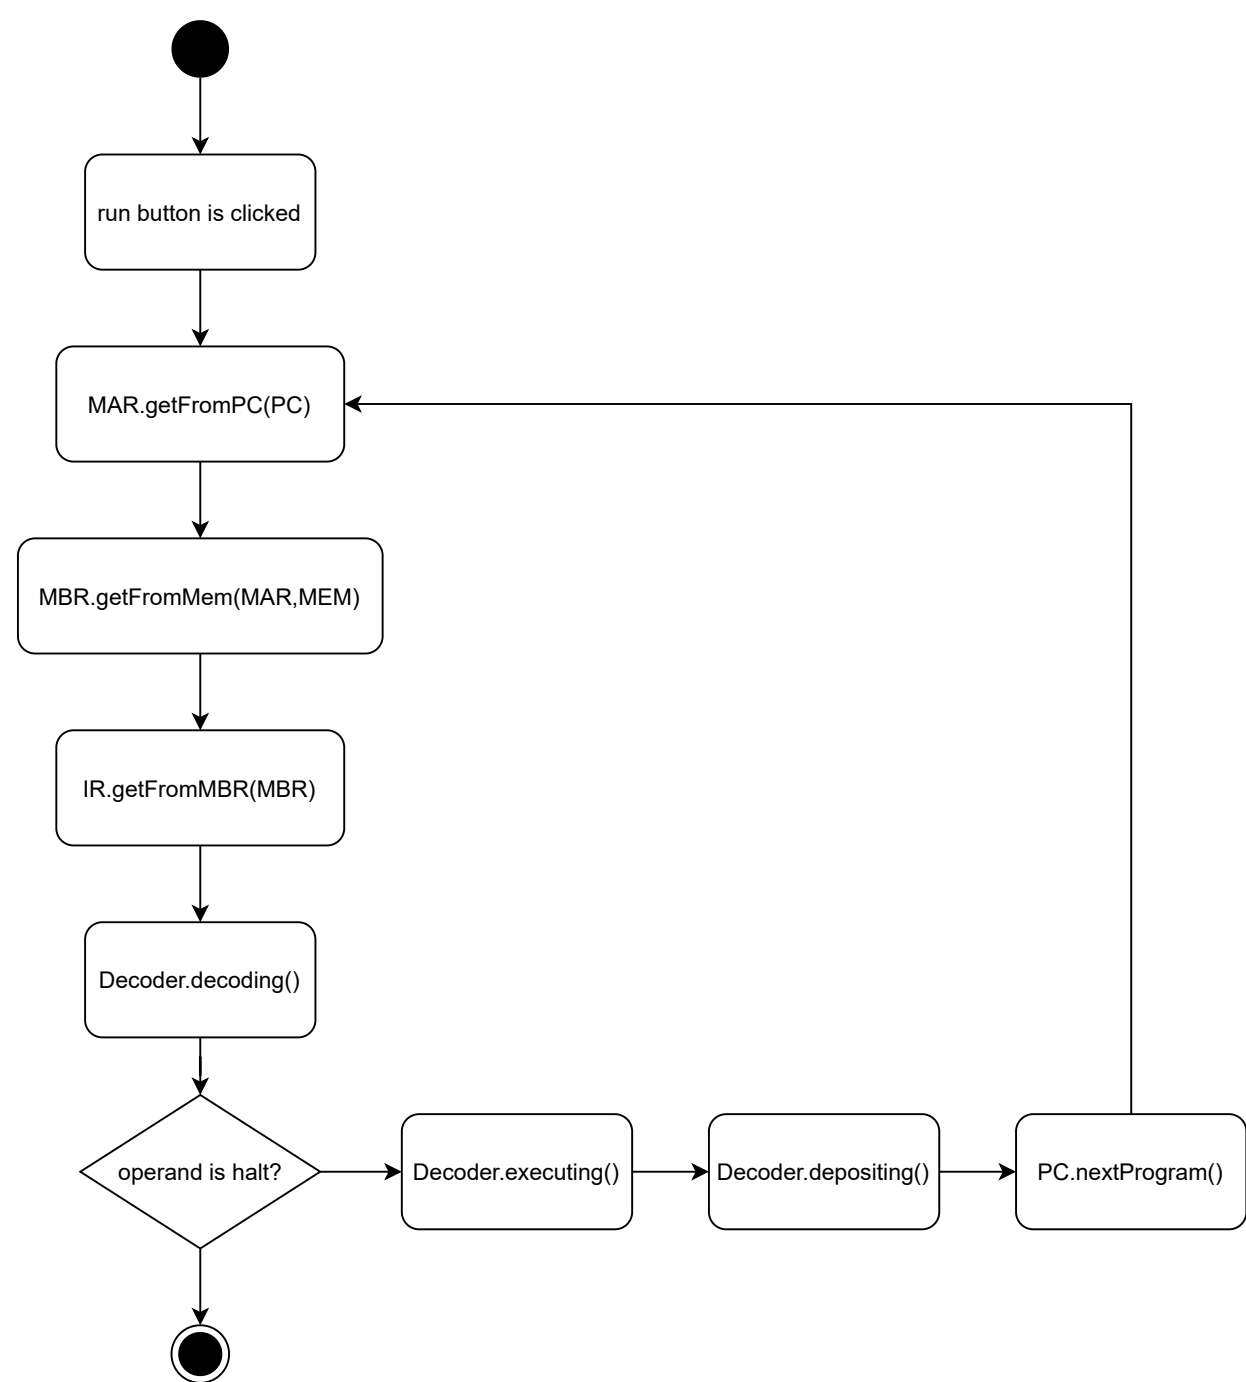 run button is clicked
MAR.getFromPC(PC)
MBR.getFromMem(MAR,MEM)
IR.getFromMBR(MBR)
Decoder.decoding()
operand is halt?
Decoder.executing()
Decoder.depositing()
PC.nextProgram()